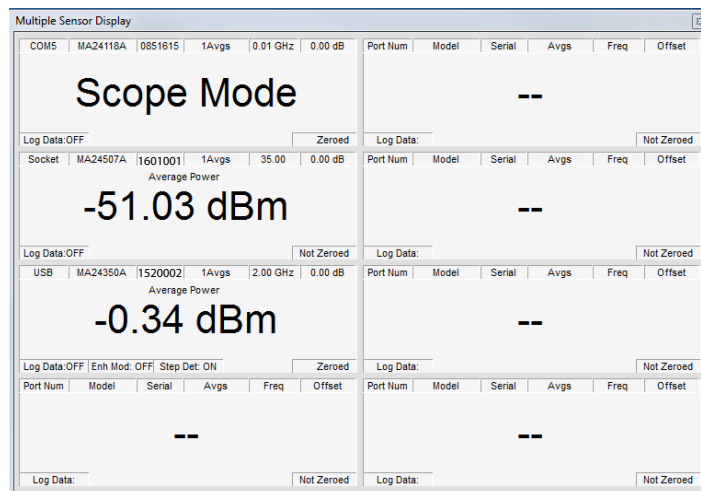 Multiple Sensor Display
COM5 MA24118A 0851615 1Avgs 0.01 GHz 0.00 dB
Scope Mode
Log Data:OFF Zeroed
Port Num Model Serial Avgs Freq Offset
--
Log Data: Not Zeroed
Socket MA24507A 1601001 1Avgs 35.00 0.00 dB
Average Power
-51.03 dBm
Log Data:OFF Not Zeroed
Port Num Model Serial Avgs Freq Offset
--
Log Data: Not Zeroed
USB MA24350A 1520002 1Avgs 2.00 GHz 0.00 dB
Average Power
-0.34 dBm
Log Data:OFF Enh Mod: OFF Step Det: ON Zeroed
Port Num Model Serial Avgs Freq Offset
--
Log Data: Not Zeroed
Port Num Model Serial Avgs Freq Offset
--
Log Data: Not Zeroed
Port Num Model Serial Avgs Freq Offset
--
Log Data: Not Zeroed